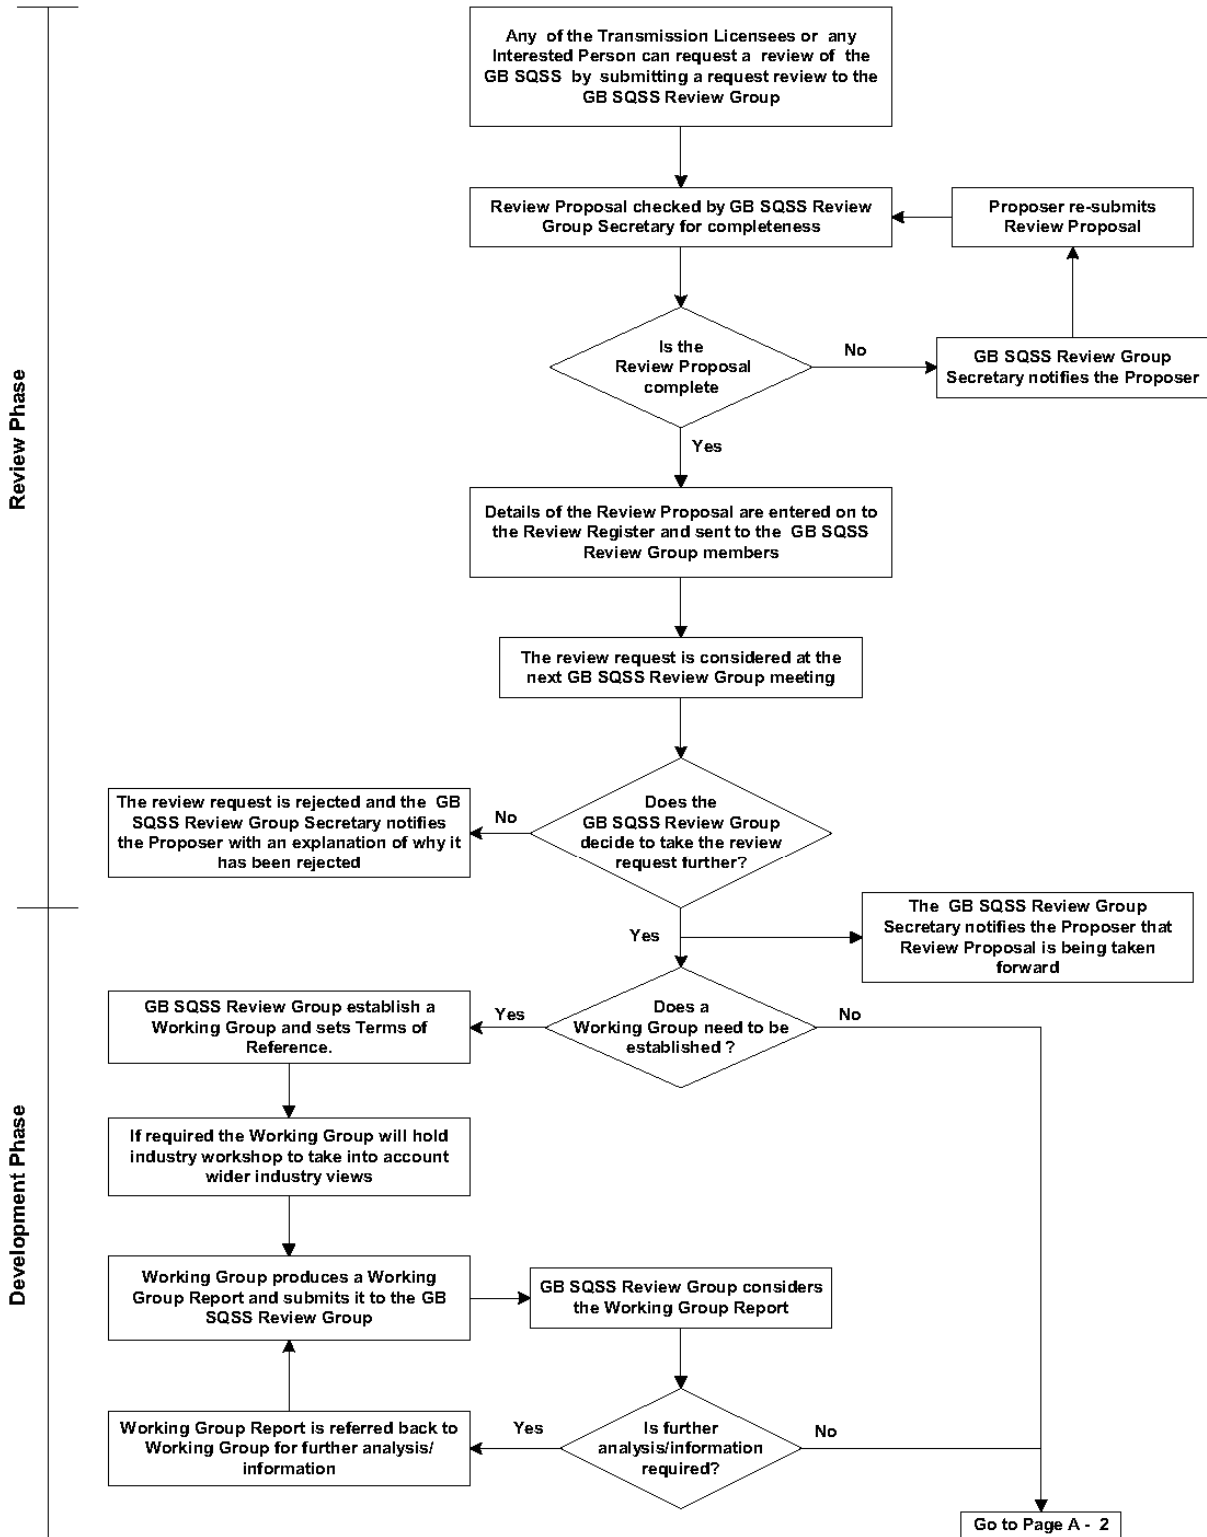 Any of the Transmission Licensees or any
Interested Person can request a review of the
GB SQSS by submitting a request review to the
GB SQSS Review Group
Review Proposal checked by GB SQSS Review
Group Secretary for completeness
Proposer re-submits
Review Proposal
Is the
Review Proposal
complete
No
GB SQSS Review Group
Secretary notifies the Proposer
Yes
Review Phase
Details of the Review Proposal are entered on to
the Review Register and sent to the GB SQSS
Review Group members
The review request is considered at the
next GB SQSS Review Group meeting
Does the
GB SQSS Review Group
decide to take the review
request further?
No
The review request is rejected and the GB
SQSS Review Group Secretary notifies
the Proposer with an explanation of why it
has been rejected
Yes
The GB SQSS Review Group
Secretary notifies the Proposer that
Review Proposal is being taken
forward
Does a
Working Group need to be
established ?
Yes
No
GB SQSS Review Group establish a
Working Group and sets Terms of
Reference.
Development Phase
If required the Working Group will hold
industry workshop to take into account
wider industry views
Working Group produces a Working
Group Report and submits it to the GB
SQSS Review Group
GB SQSS Review Group considers
the Working Group Report
Is further
analysis/information
required?
Yes
No
Working Group Report is referred back to
Working Group for further analysis/
information
Go to Page A - 2